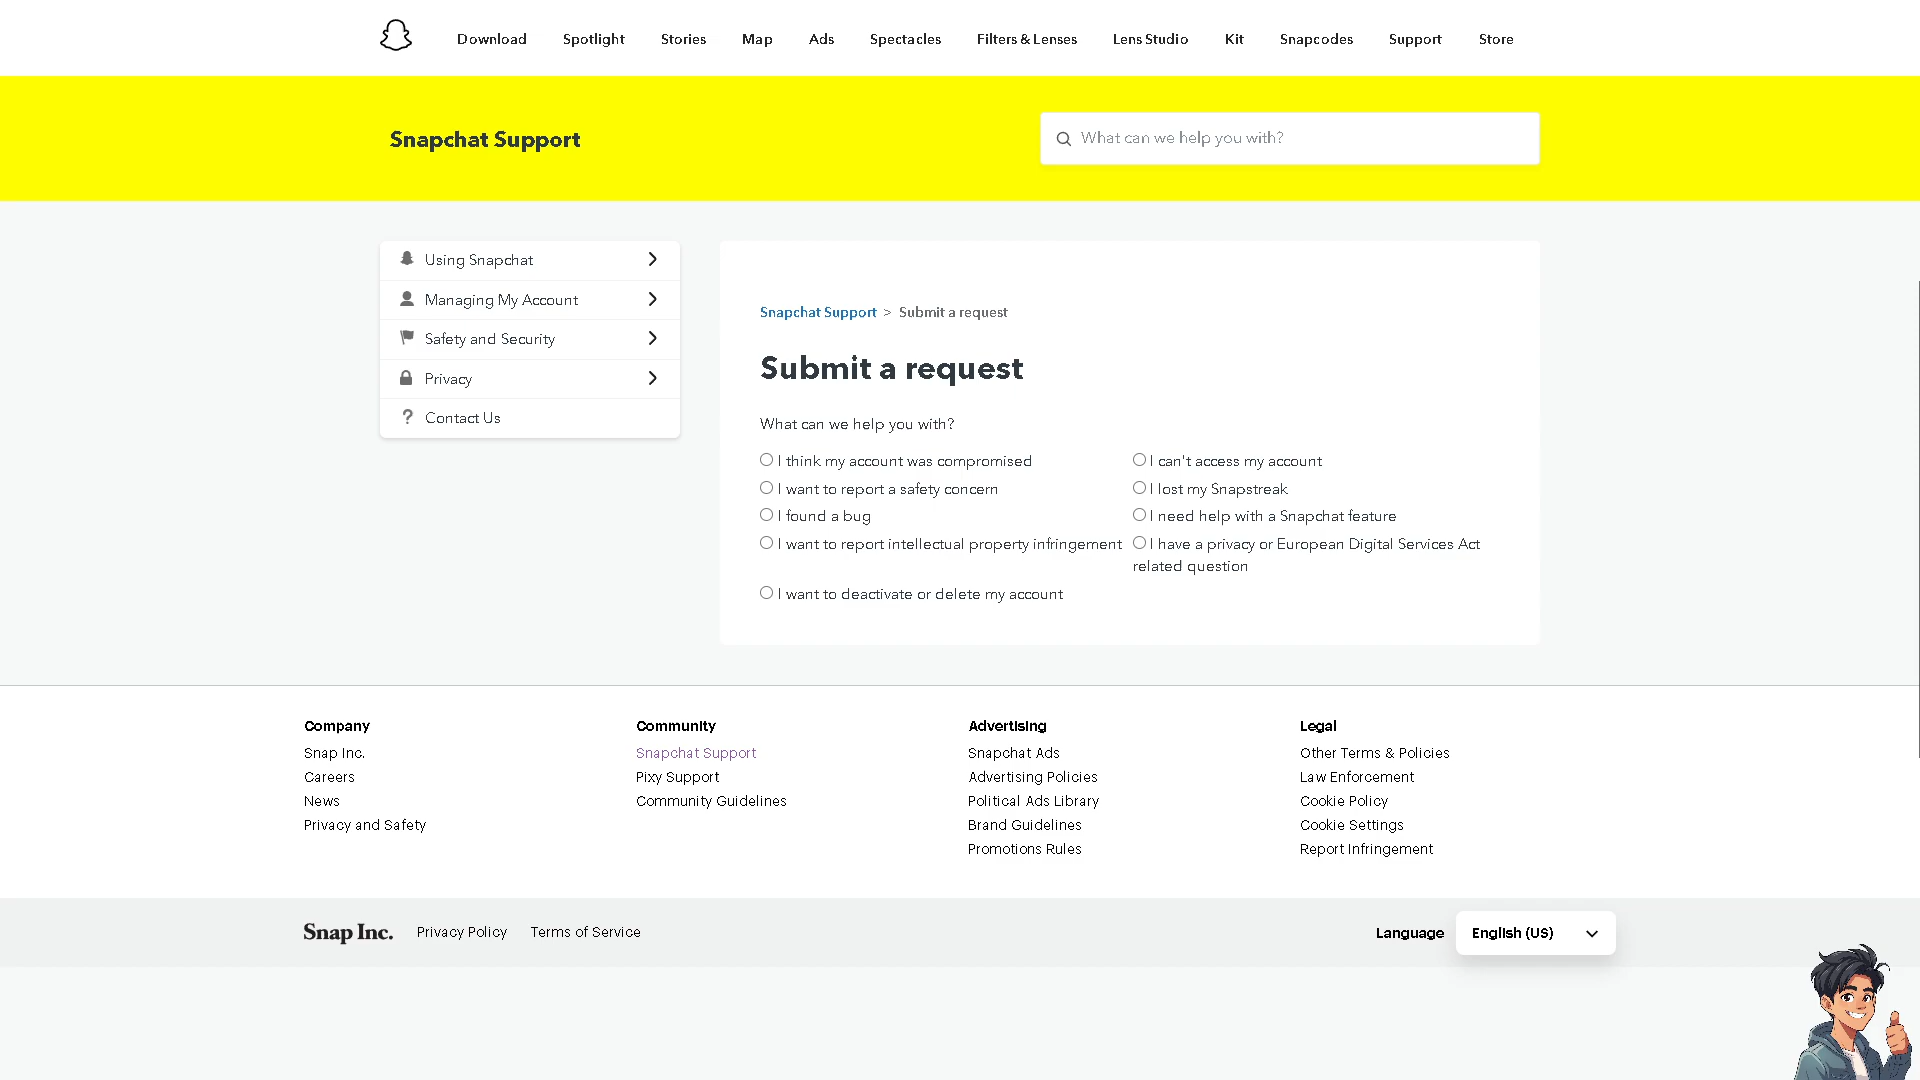 Download Spotlight Stories Map Ads Spectacles Filters & Lenses Lens Studio Kit Snapcodes Support Store
Snapchat Support
What can we help you with?
Using Snapchat
Managing My Account
Safety and Security
Privacy
Contact Us
Snapchat Support > Submit a request
Submit a request
What can we help you with?
I think my account was compromised
I can't access my account
I want to report a safety concern
I lost my Snapstreak
I found a bug
I need help with a Snapchat feature
I want to report intellectual property infringement
I have a privacy or European Digital Services Act
related question
I want to deactivate or delete my account
Company
Snap Inc.
Careers
News
Privacy and Safety
Community
Snapchat Support
Pixy Support
Community Guidelines
Advertising
Snapchat Ads
Advertising Policies
Political Ads Library
Brand Guidelines
Promotions Rules
Legal
Other Terms & Policies
Law Enforcement
Cookie Policy
Cookie Settings
Report Infringement
Snap Inc. Privacy Policy Terms of Service
Language English (US)